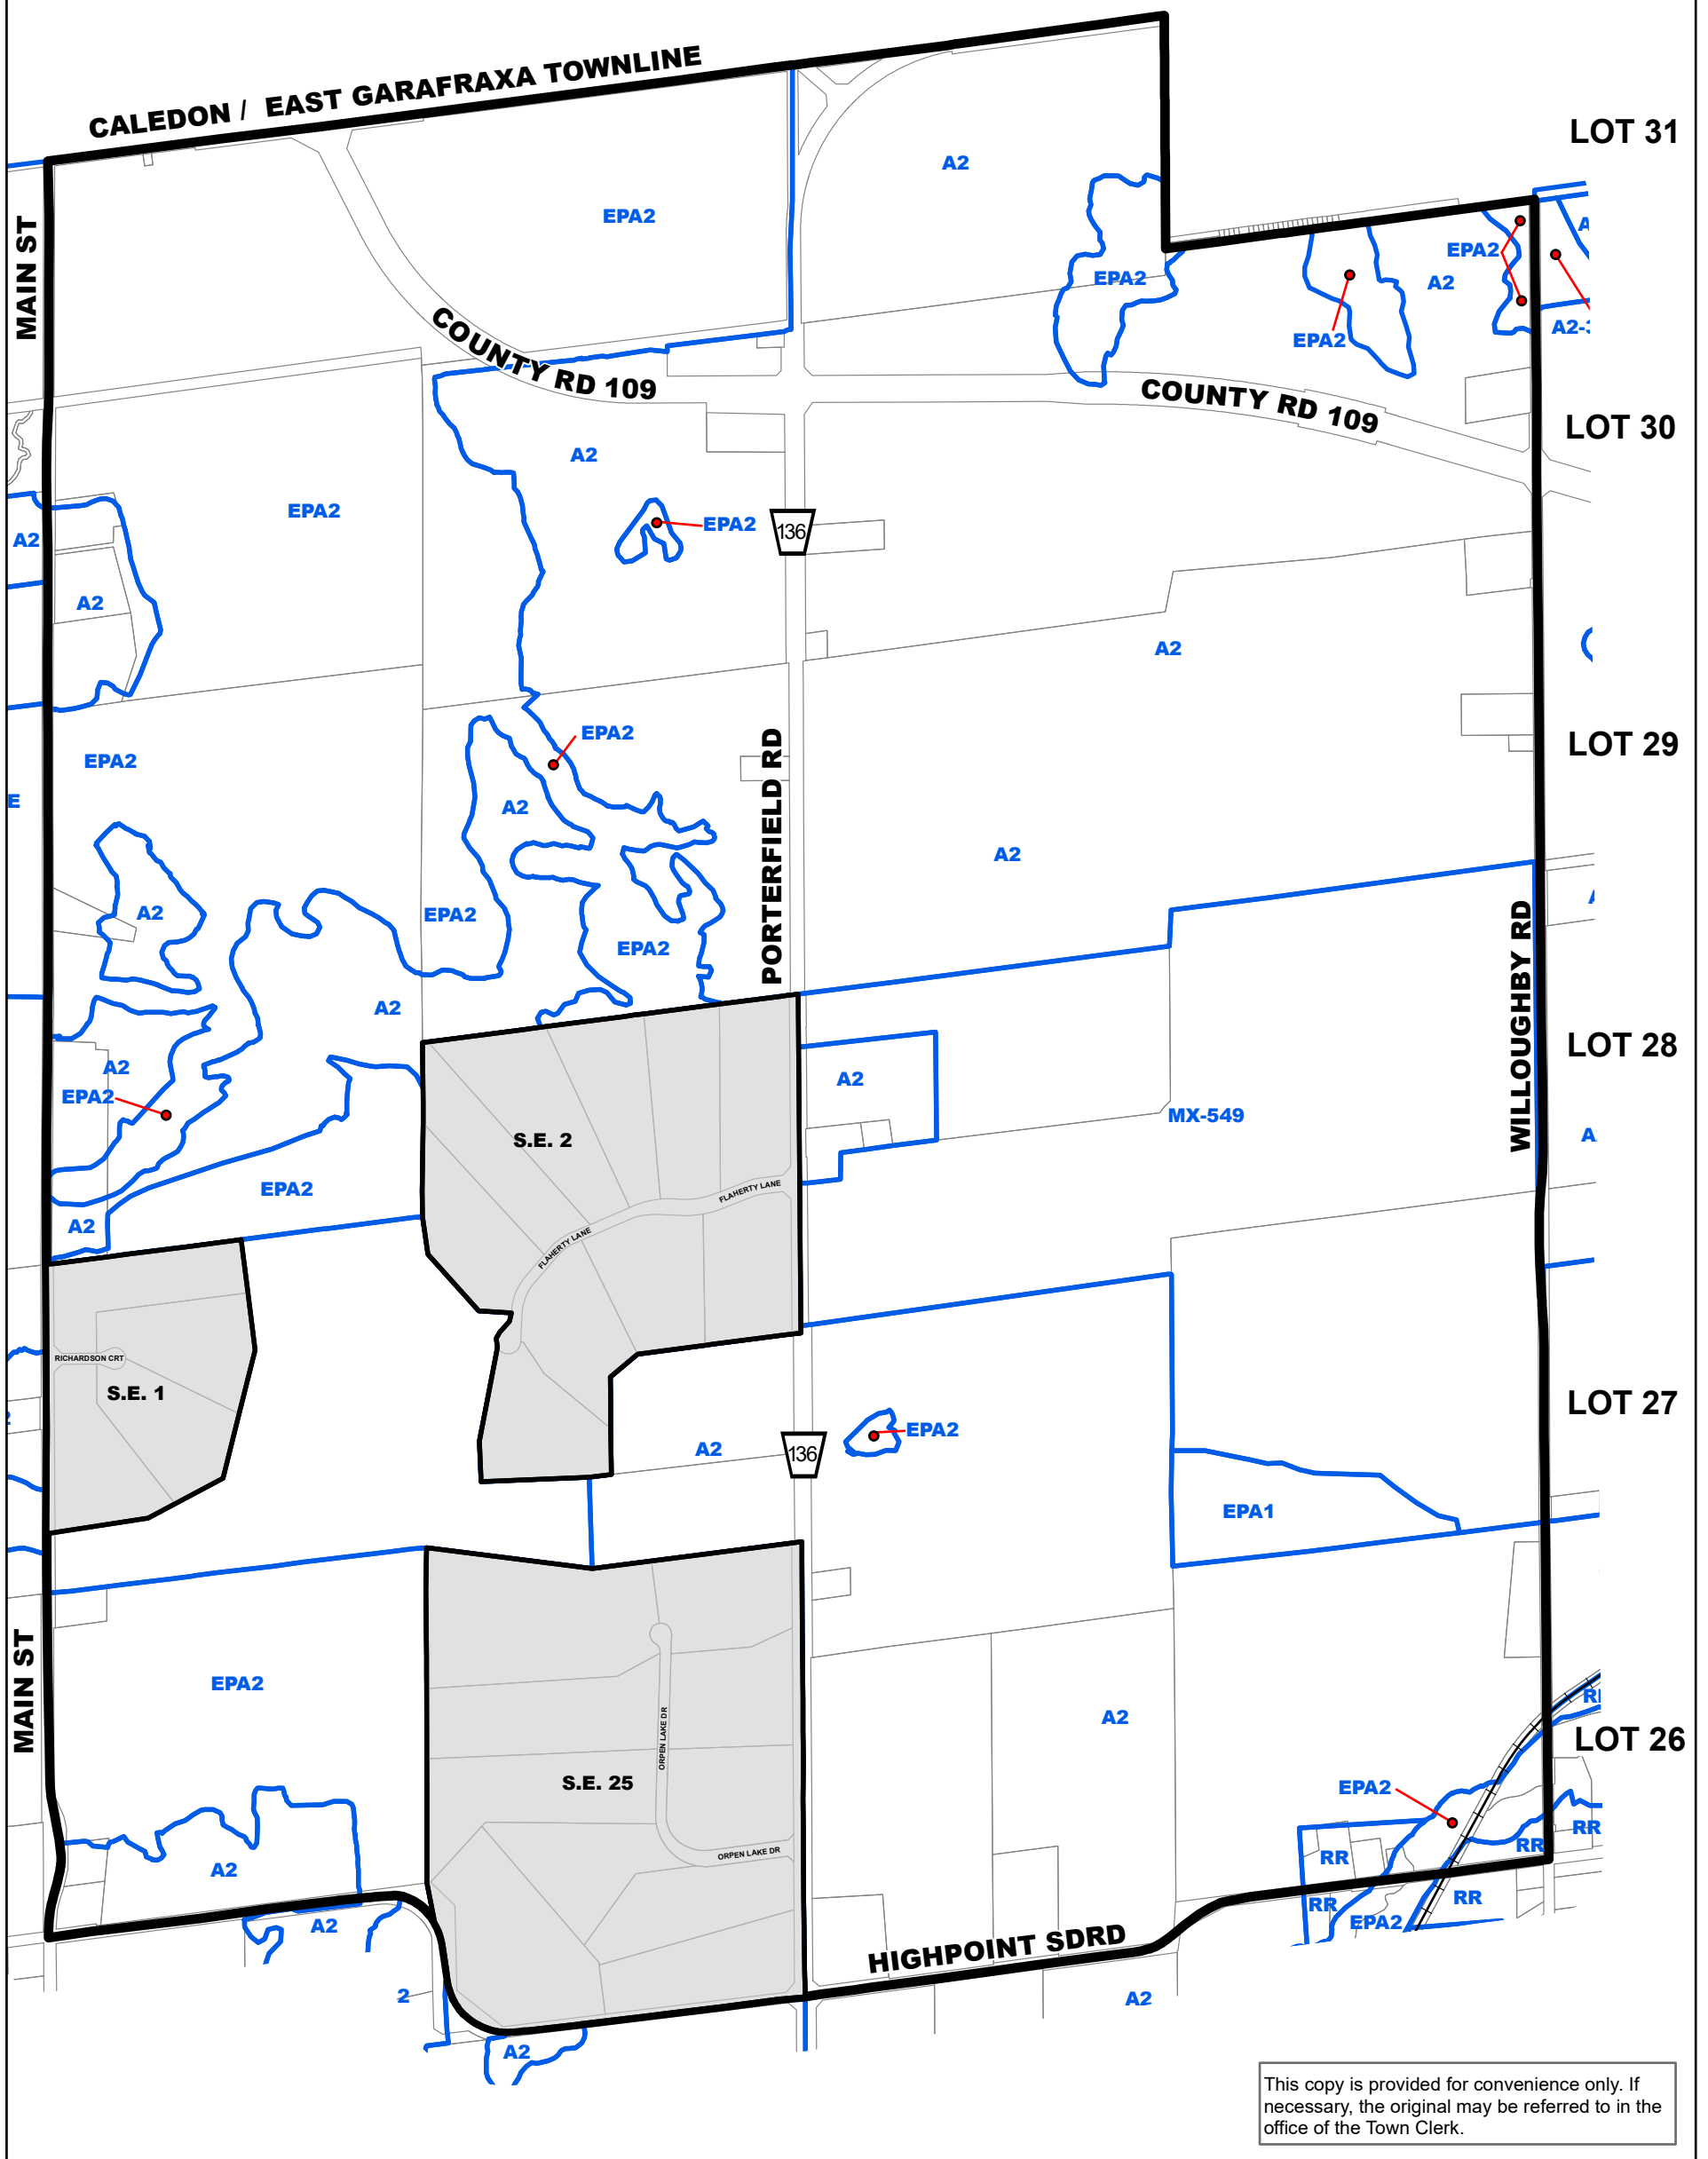 CALEDON / EAST GARAFRAXA TOWNLINE
LOT 31
A2
MAIN ST
EPA2
A
EPA2
EPA2
A2
COUNTY RD 109
EPA2
A2-
COUNTY RD 109
LOT 30
A2
EPA2
EPA2
136
A2
A2
A2
EPA2
LOT 29
EPA2
PORTERFIELD RD
E
A2
A2
A2
EPA2
WILLOUGHBY RD
EPA2
A2
LOT 28
A2
A2
EPA2
MX-549
A
S.E. 2
EPA2
FLAHERTY LANE
A2
FLAHERTY LANE
RICHARDSON CRT
S.E. 1
LOT 27
A2
136
EPA2
EPA1
MAIN ST
EPA2
A2
ORPEN LAKE DR
LOT 26
S.E. 25
EPA2
RR
RR
RR
ORPEN LAKE DR
A2
RR
RR
EPA2
A2
HIGHPOINT SDRD
2
A2
A2
This copy is provided for convenience only. If
necessary, the original may be referred to in the
office of the Town Clerk.